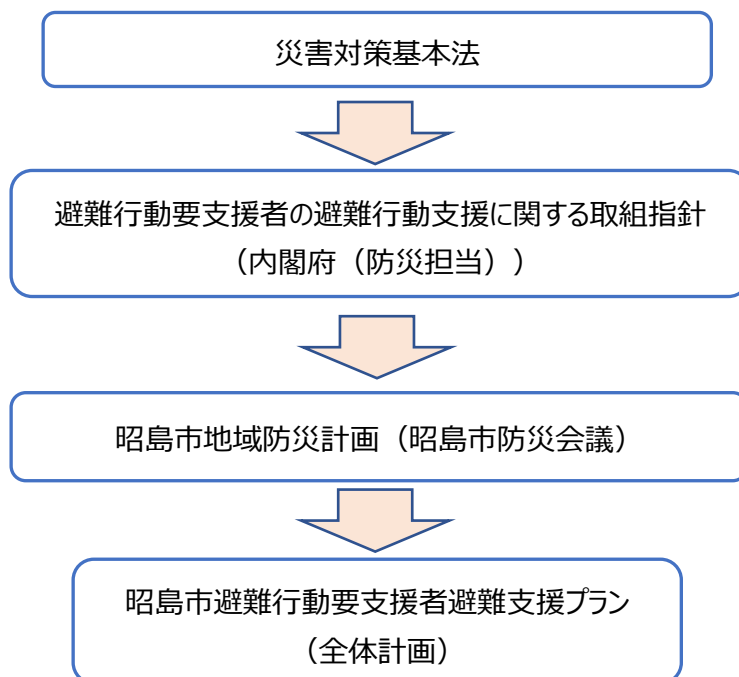 災害対策基本法
避難行動要支援者の避難行動支援に関する取組指針
（内閣府（防災担当））
昭島市地域防災計画（昭島市防災会議）
昭島市避難行動要支援者避難支援プラン
（全体計画）